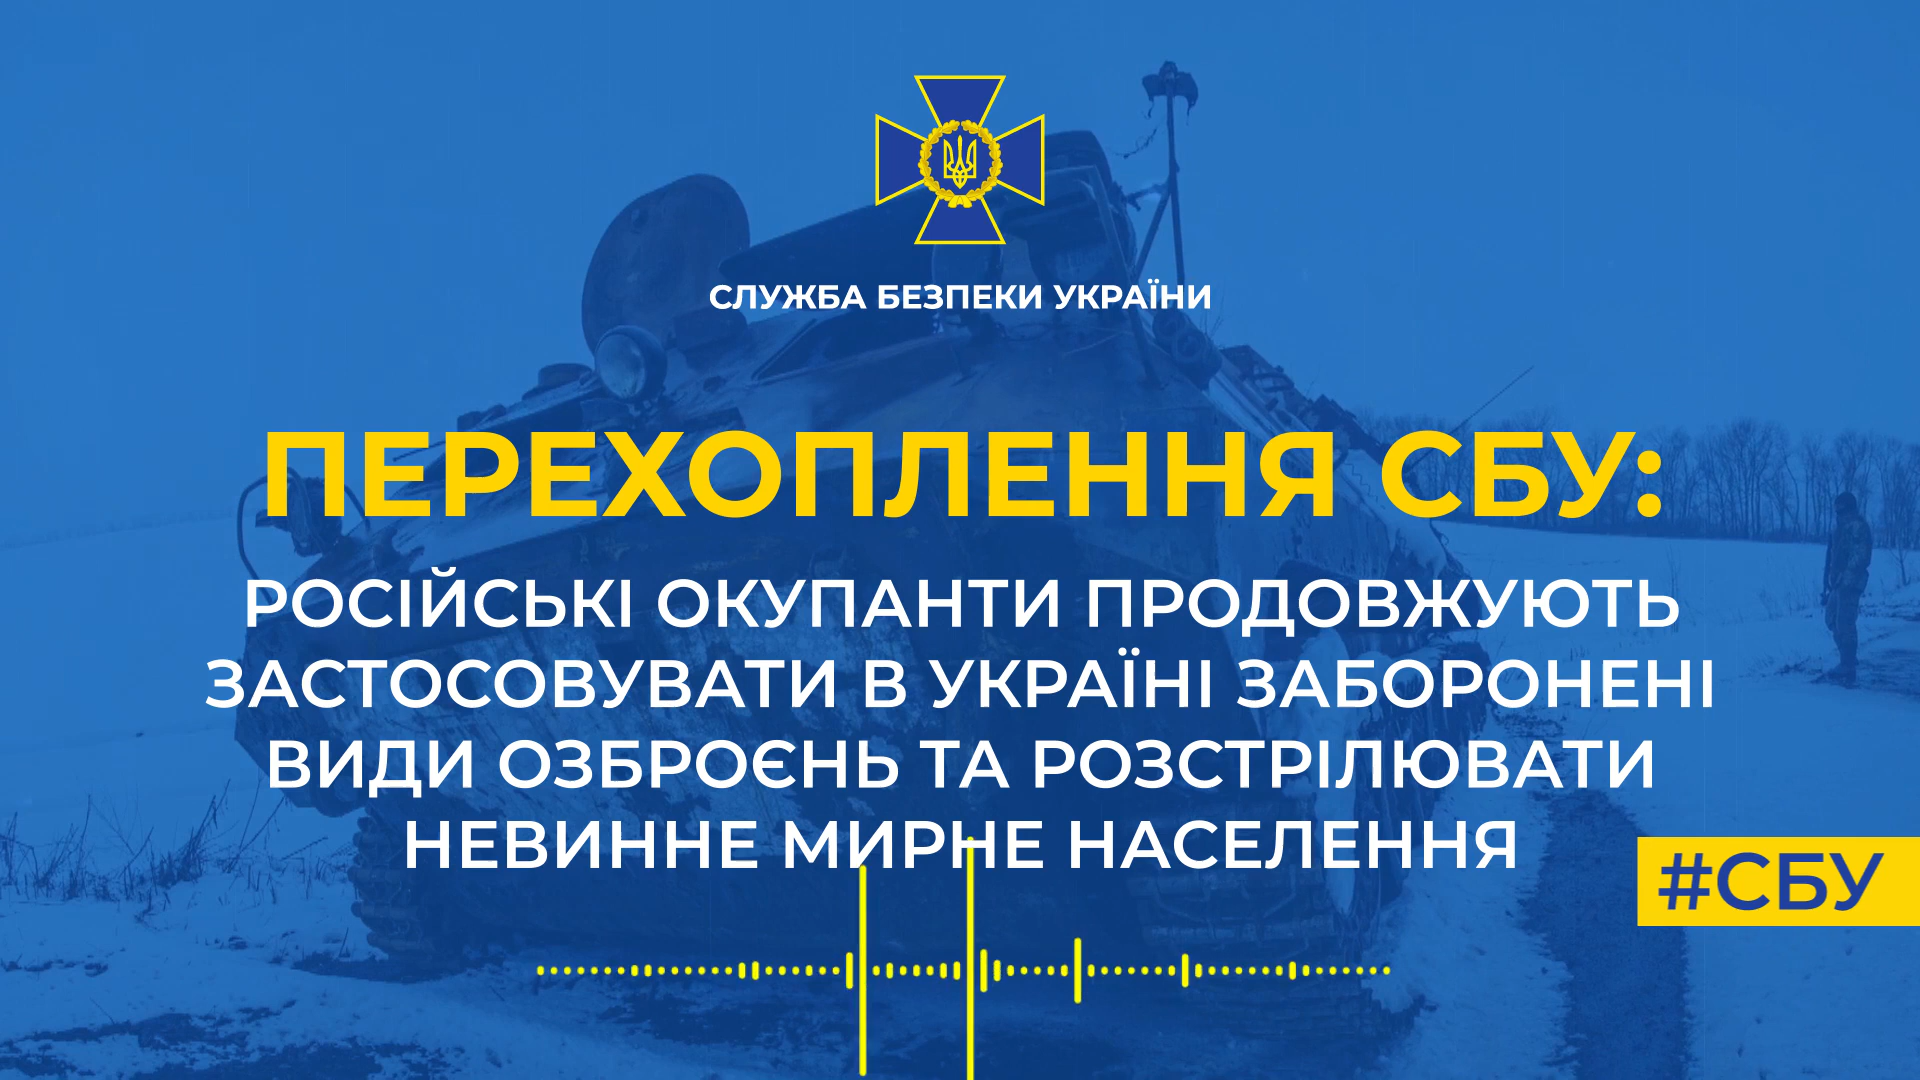 СЛУЖБА БЕЗПЕКИ УКРАЇНИ
ПЕРЕХОПЛЕННЯ СБУ:
РОСІЙСЬКІ ОКУПАНТИ ПРОДОВЖУЮТЬ
ЗАСТОСОВУВАТИ В УКРАЇНІ ЗАБОРОНЕНІ
ВИДИ ОЗБРОЄНЬ ТА РОЗСТРІЛЮВАТИ
НЕВИННЕ МИРНЕ НАСЕЛЕННЯ
#СБУ